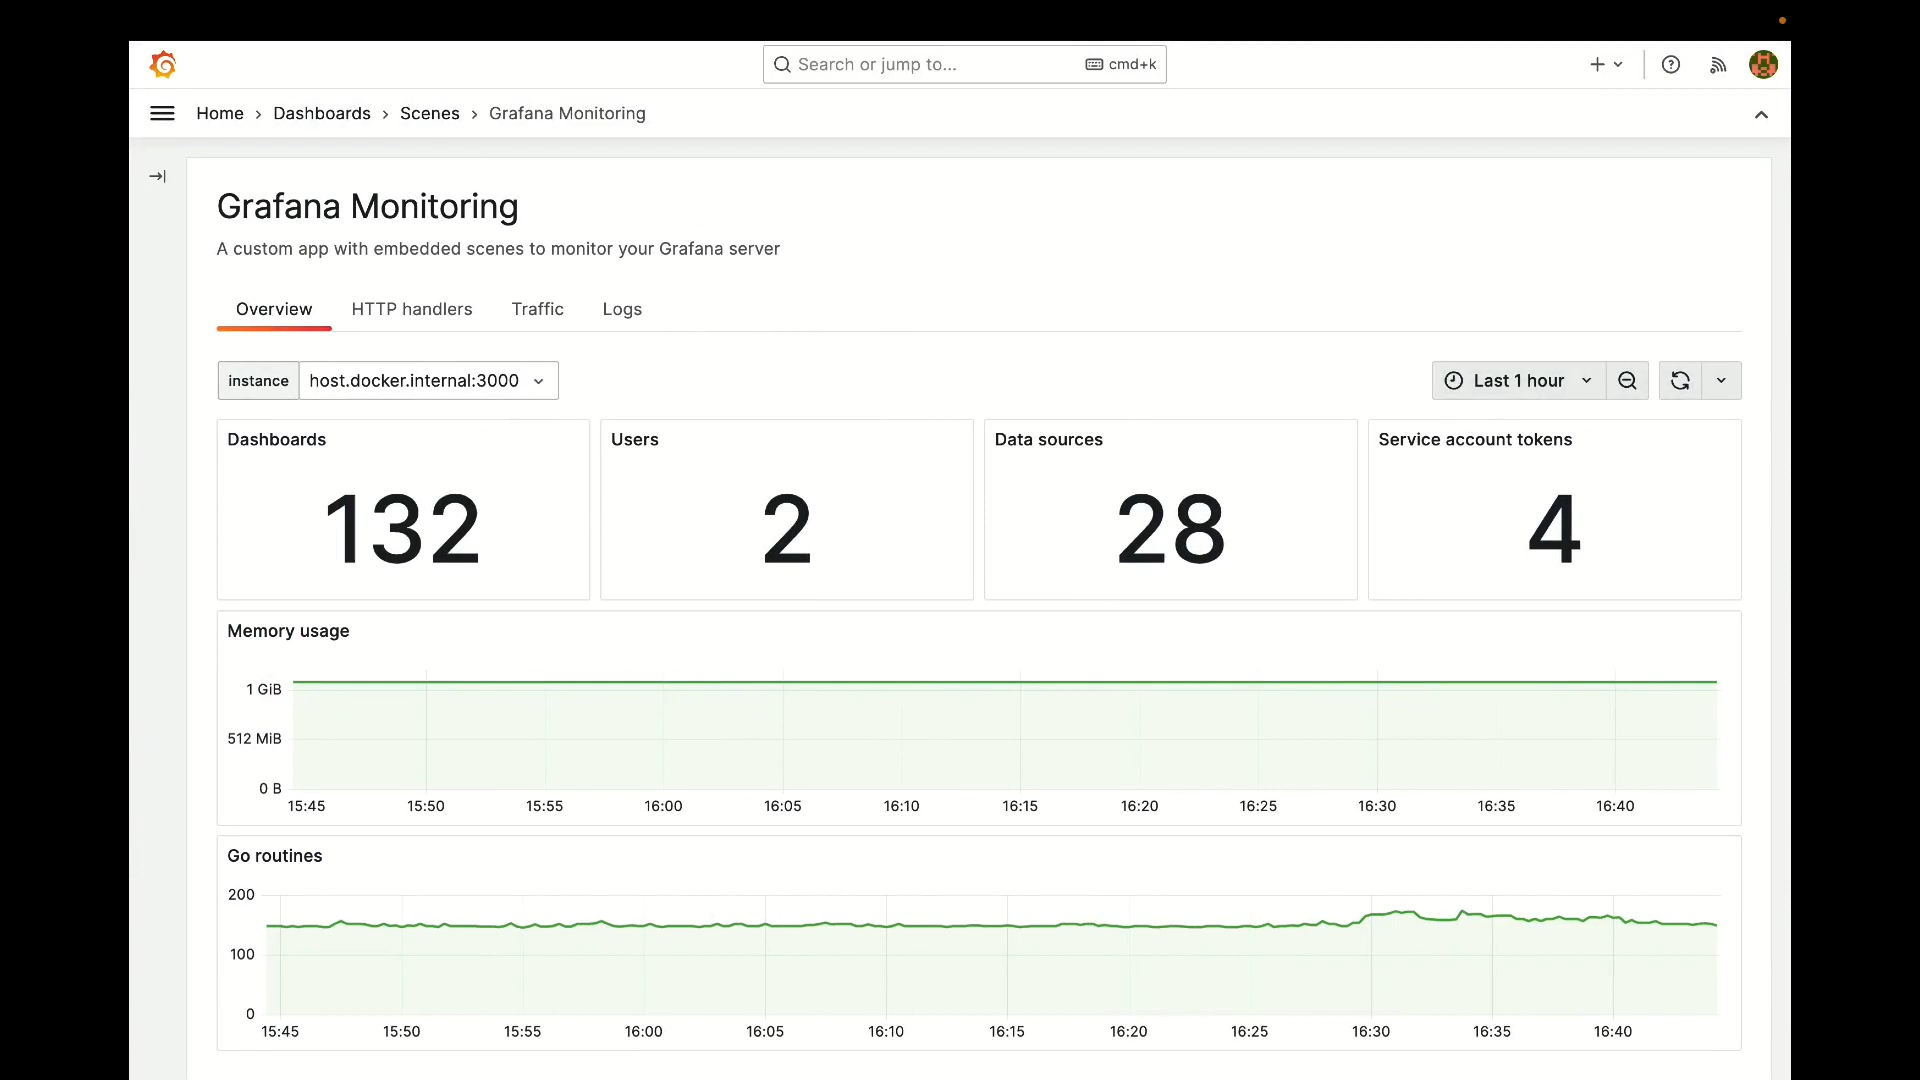 Search or jump to... cmd+k
Home › Dashboards › Scenes › Grafana Monitoring
Grafana Monitoring
A custom app with embedded scenes to monitor your Grafana server
Overview HTTP handlers Traffic Logs
instance host.docker.internal:3000 Last 1 hour
Dashboards Users Data sources Service account tokens
132 2 28 4
Memory usage
1 GiB
512 MiB
0 B
15:45 15:50 15:55 16:00 16:05 16:10 16:15 16:20 16:25 16:30 16:35 16:40
Go routines
200
100
0
15:45 15:50 15:55 16:00 16:05 16:10 16:15 16:20 16:25 16:30 16:35 16:40